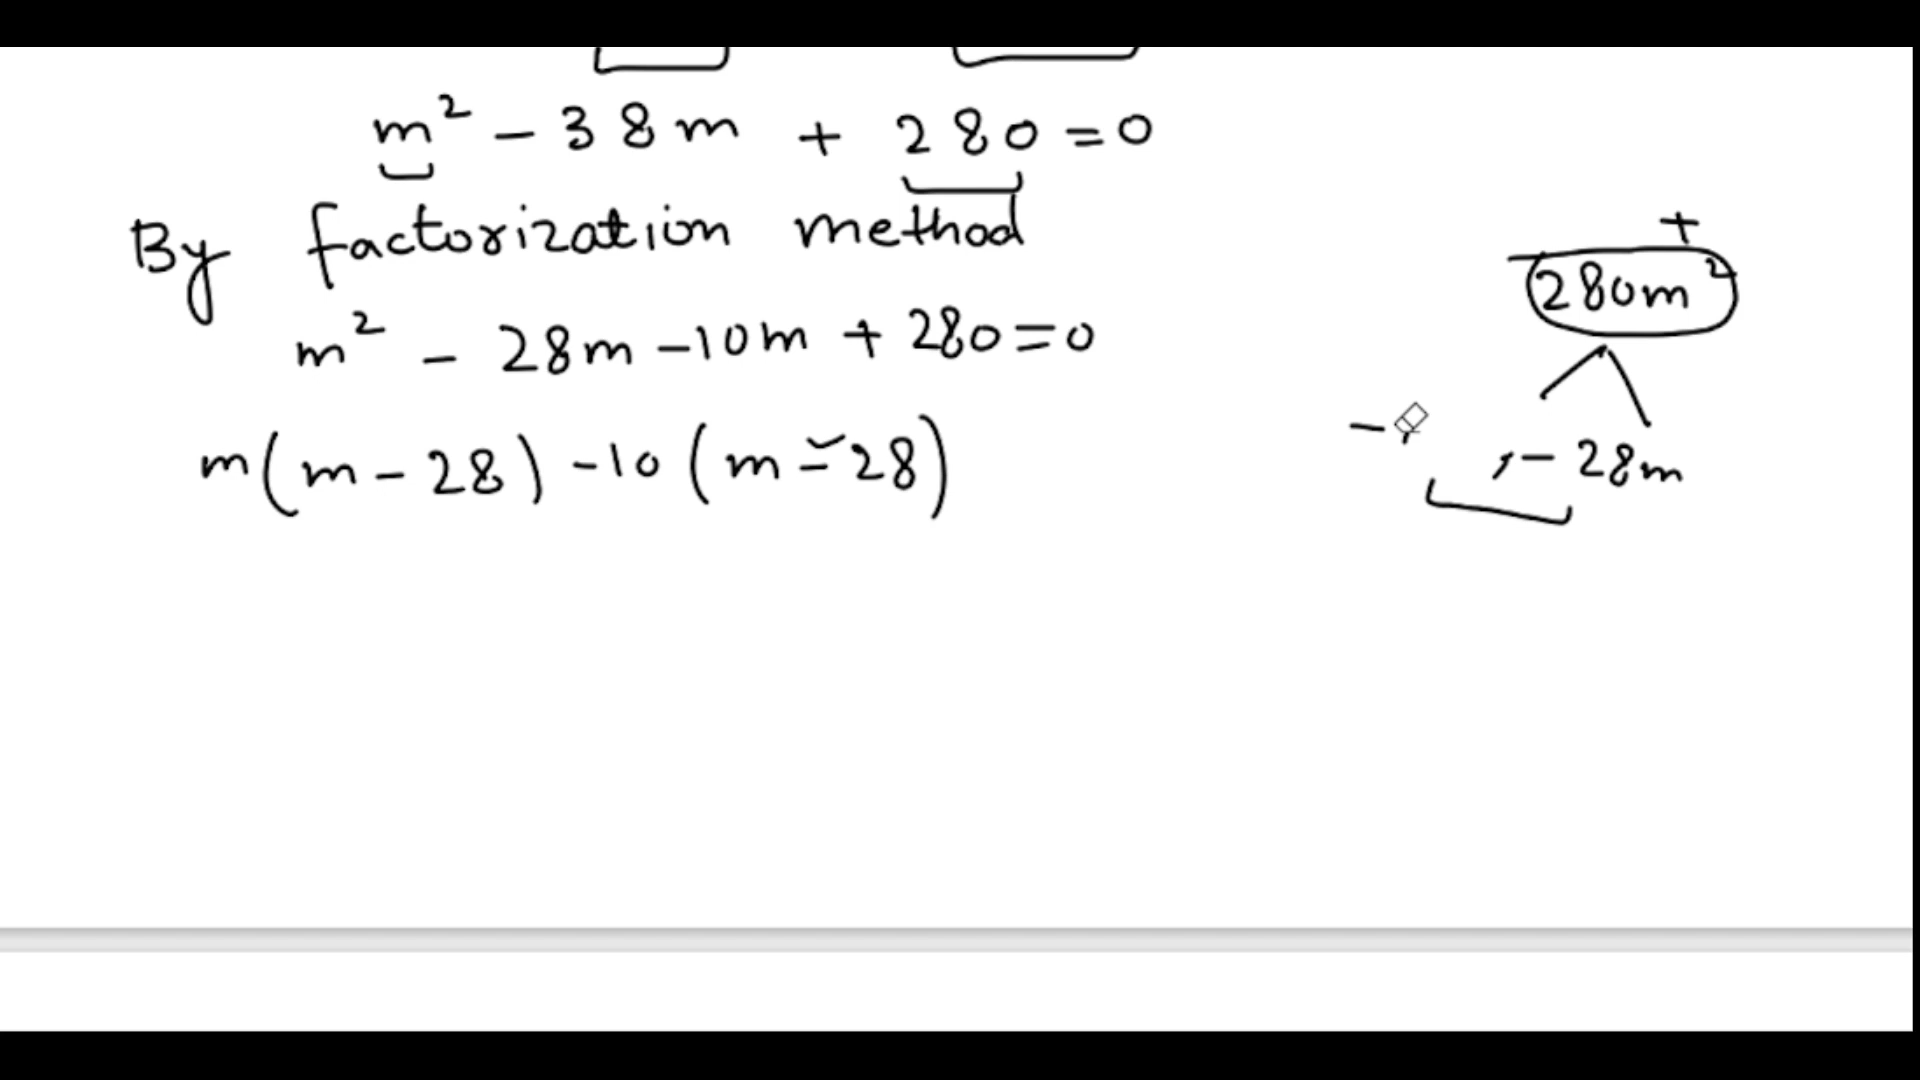 m² - 38m + 280 = 0
By factorization method
m² - 28m - 10m + 280 = 0
m(m - 28) - 10(m - 28)
+
280m²
, - 28m